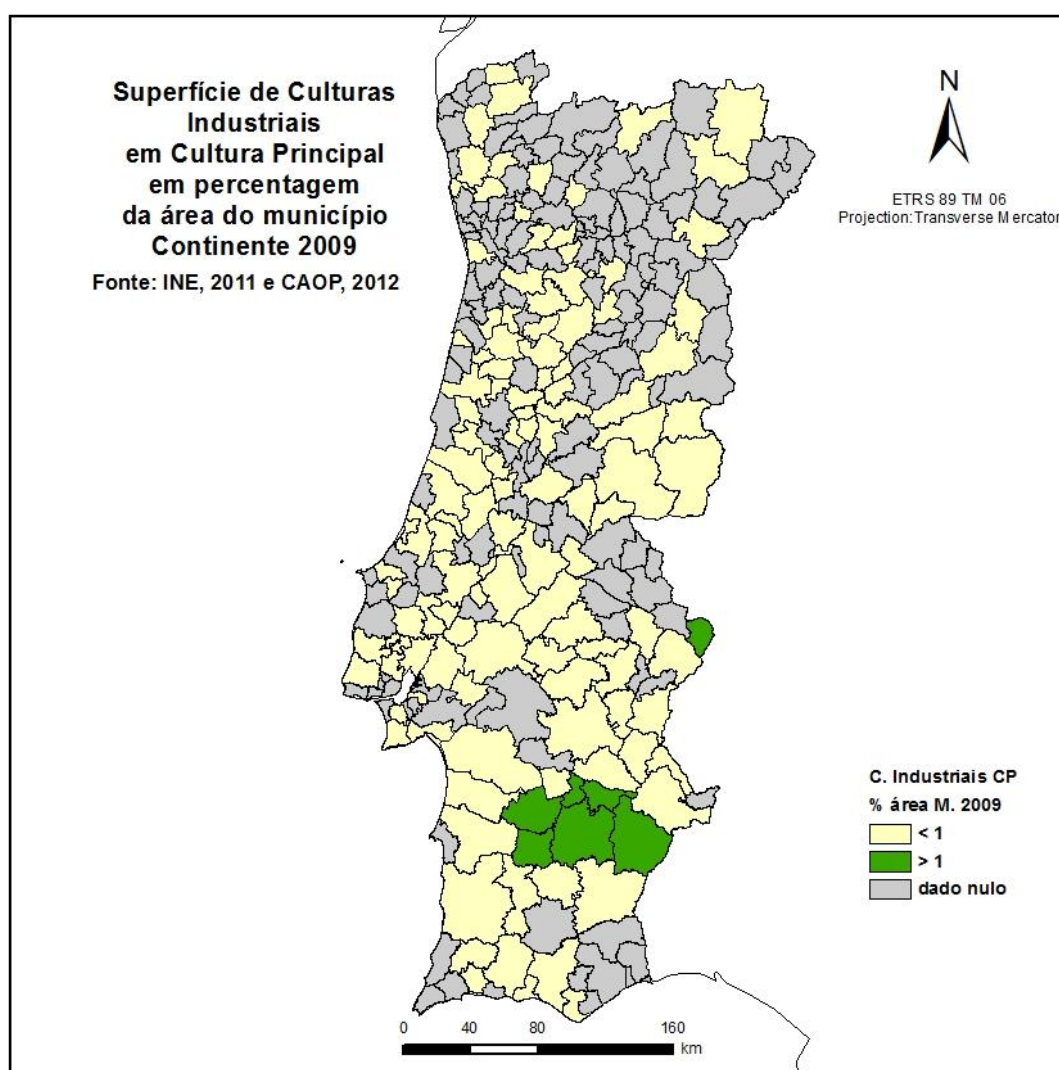 Superfície de Culturas
Industriais
em Cultura Principal
em percentagem
da área do município
Continente 2009
Fonte: INE, 2011 e CAOP, 2012
N
ETRS 89 TM 06
Projection:Transverse Mercator
C. Industriais CP
% área M. 2009
< 1
> 1
dado nulo
0 40 80 160
km